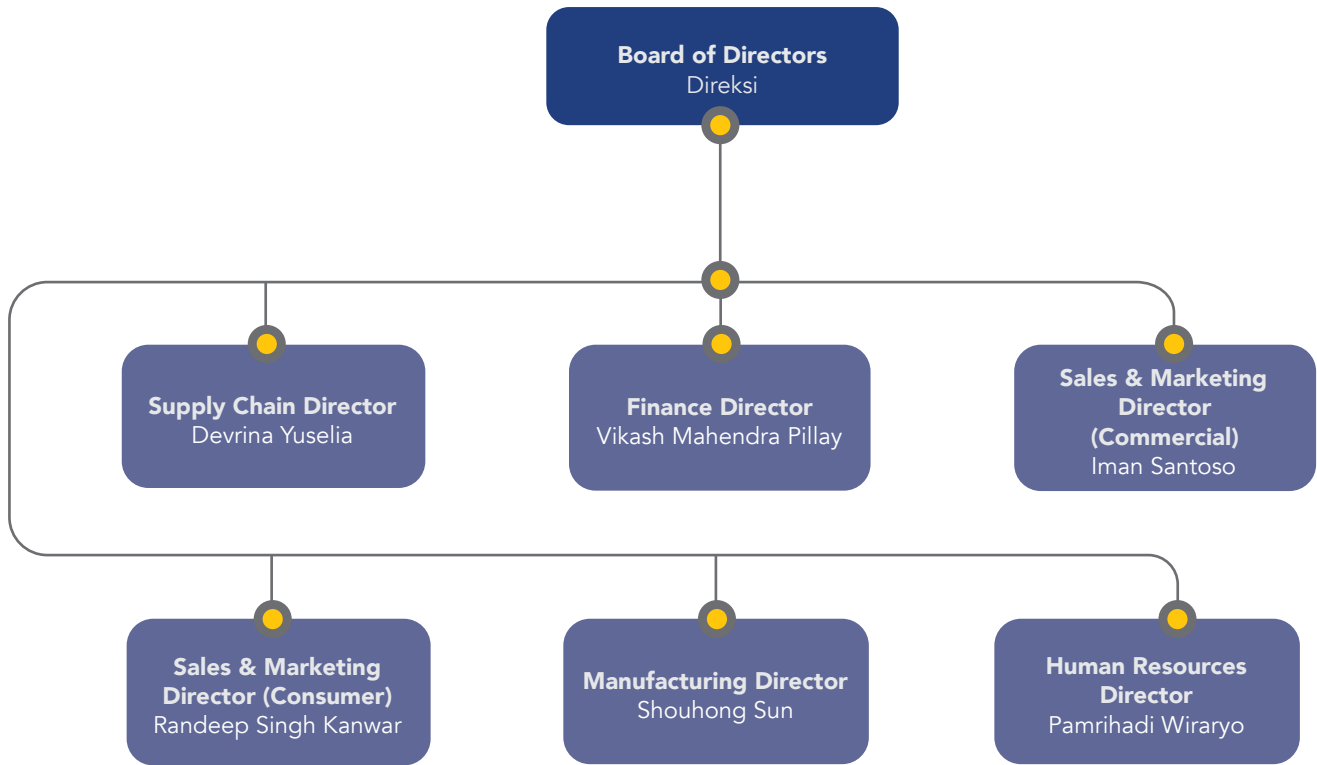 Board of Directors
Direksi
Supply Chain Director
Devrina Yuselia
Finance Director
Vikash Mahendra Pillay
Sales & Marketing
Director
(Commercial)
Iman Santoso
Sales & Marketing
Director (Consumer)
Randeep Singh Kanwar
Manufacturing Director
Shouhong Sun
Human Resources
Director
Pamrihadi Wiraryo